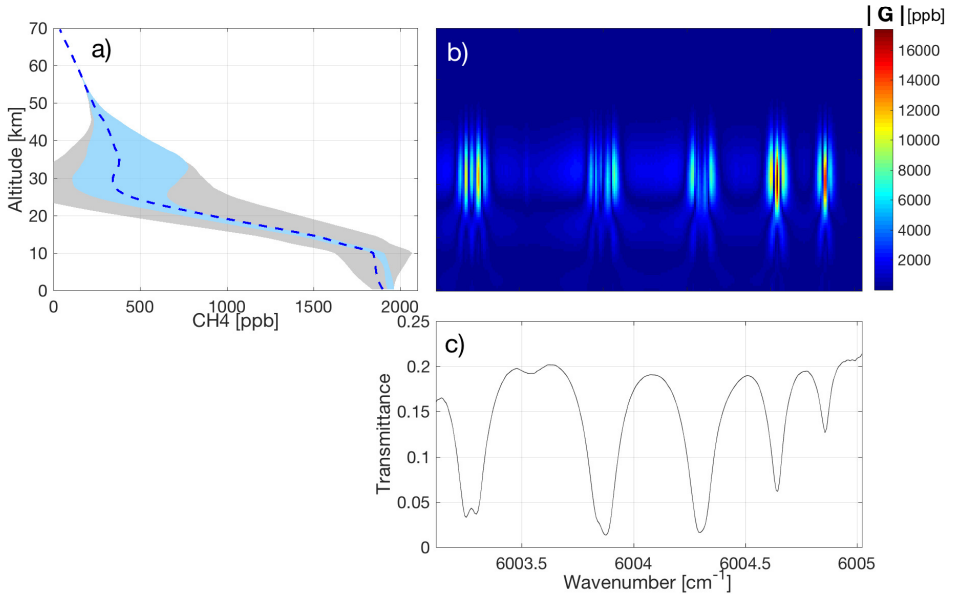 a)
70
60
50
40
30
20
10
0
Altitude [km]
0 500 1000 1500 2000
CH4 [ppb]
b)
| G | [ppb]
16000
14000
12000
10000
8000
6000
4000
2000
c)
0.25
0.2
0.15
0.1
0.05
0
Transmittance
6003.5 6004 6004.5 6005
Wavenumber [cm-1]